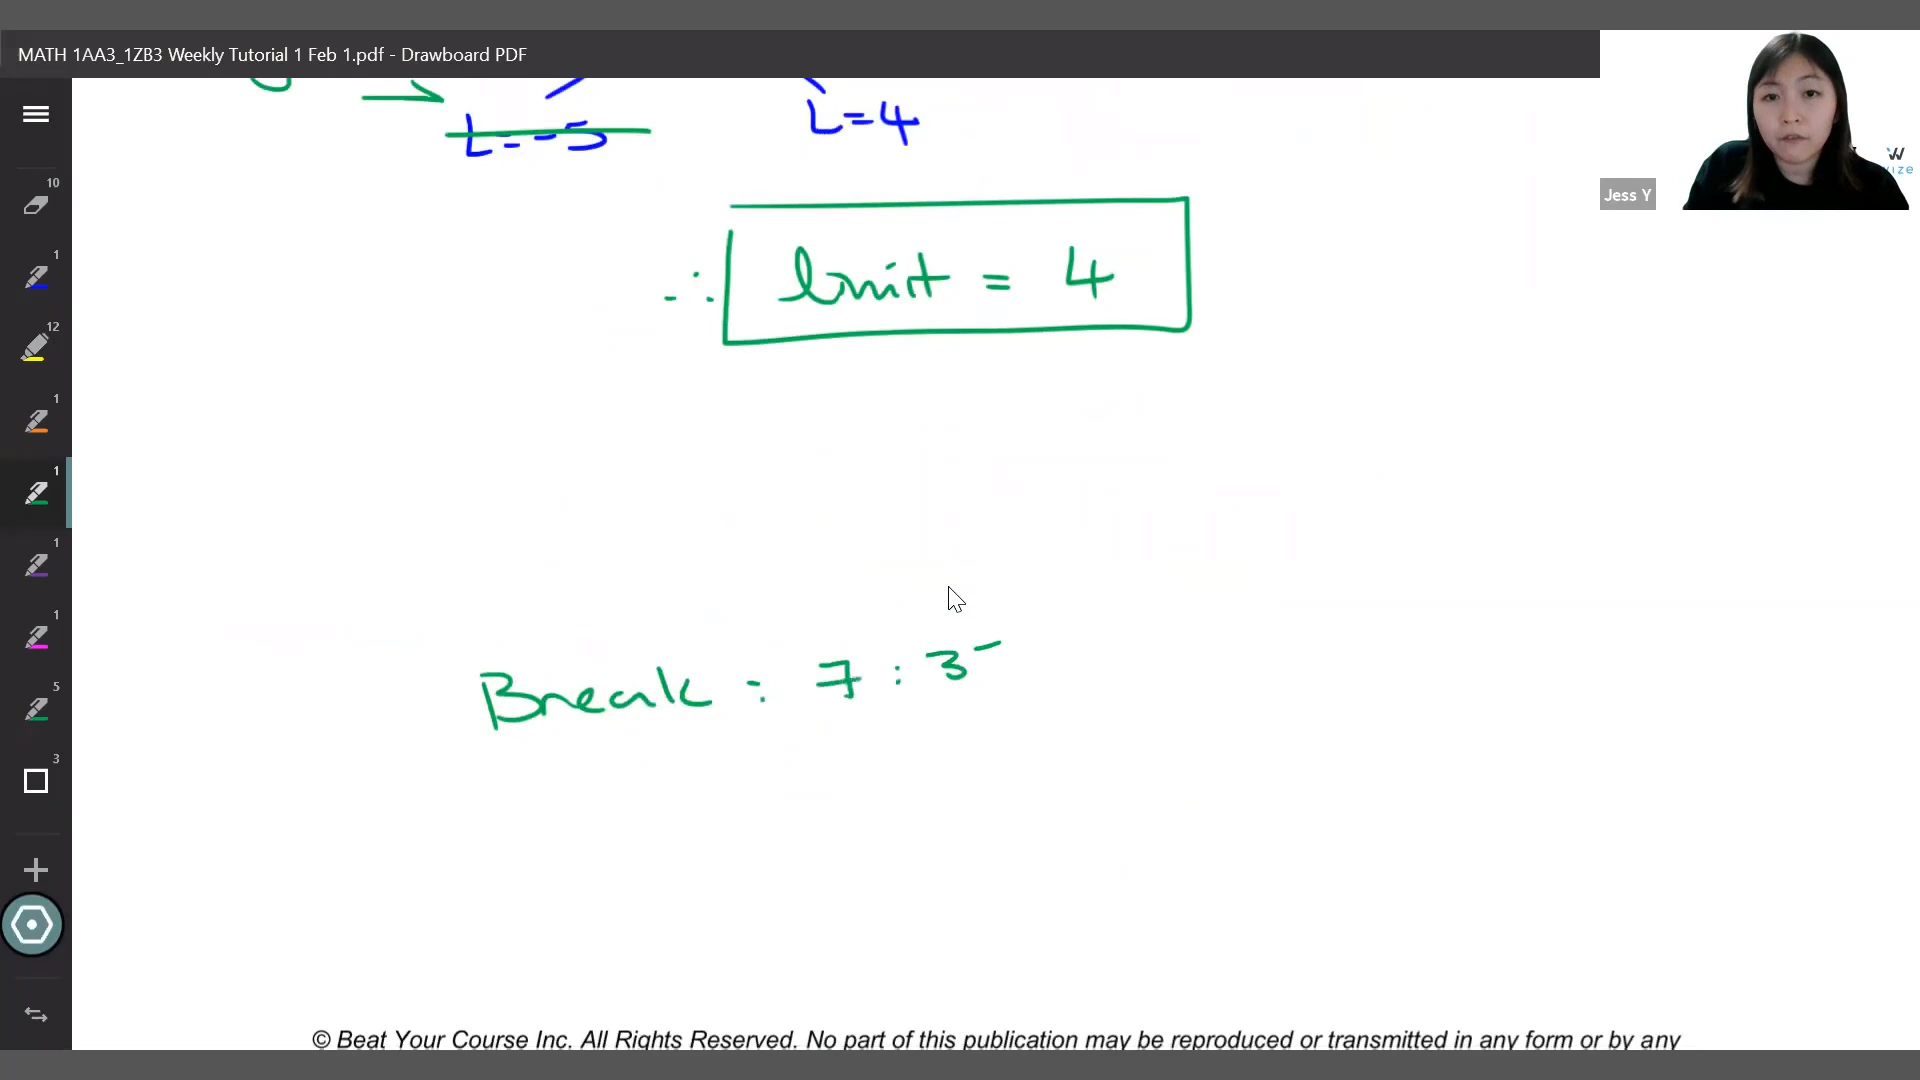 MATH 1AA3_1ZB3 Weekly Tutorial 1 Feb 1.pdf - Drawboard PDF
L = -5
L = 4
10
1
12
1
1
1
1
5
3
Jess Y
∴ limit = 4
Break : 7 : 3
© Beat Your Course Inc. All Rights Reserved. No part of this publication may be reproduced or transmitted in any form or by any